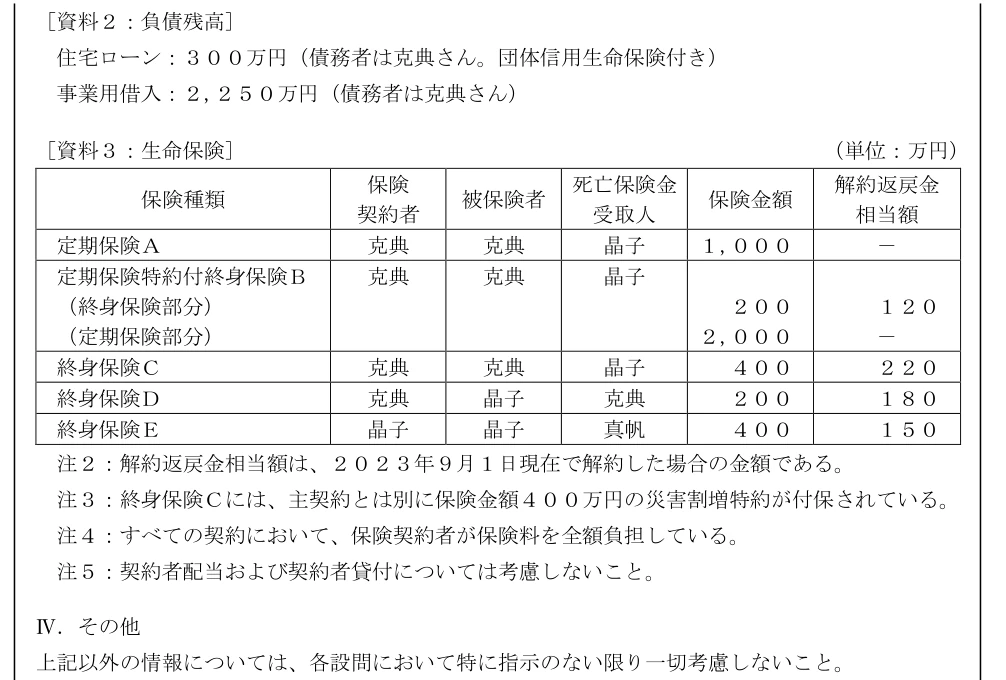 ［資料２：負債残高］
住宅ローン：３００万円（債務者は克典さん。団体信用生命保険付き）
事業用借入：２，２５０万円（債務者は克典さん）
［資料３：生命保険］ （単位：万円）
保険種類 保険契約者 被保険者 死亡保険金受取人 保険金額 解約返戻金相当額
定期保険Ａ 克典 克典 晶子 １，０００ －
定期保険特約付終身保険Ｂ 克典 克典 晶子
（終身保険部分） ２００ １２０
（定期保険部分） ２，０００ －
終身保険Ｃ 克典 克典 晶子 ４００ ２２０
終身保険Ｄ 克典 晶子 克典 ２００ １８０
終身保険Ｅ 晶子 晶子 真帆 ４００ １５０
注２：解約返戻金相当額は、２０２３年９月１日現在で解約した場合の金額である。
注３：終身保険Ｃには、主契約とは別に保険金額４００万円の災害割増特約が付保されている。
注４：すべての契約において、保険契約者が保険料を全額負担している。
注５：契約者配当および契約者貸付については考慮しないこと。
Ⅳ．その他
上記以外の情報については、各設問において特に指示のない限り一切考慮しないこと。